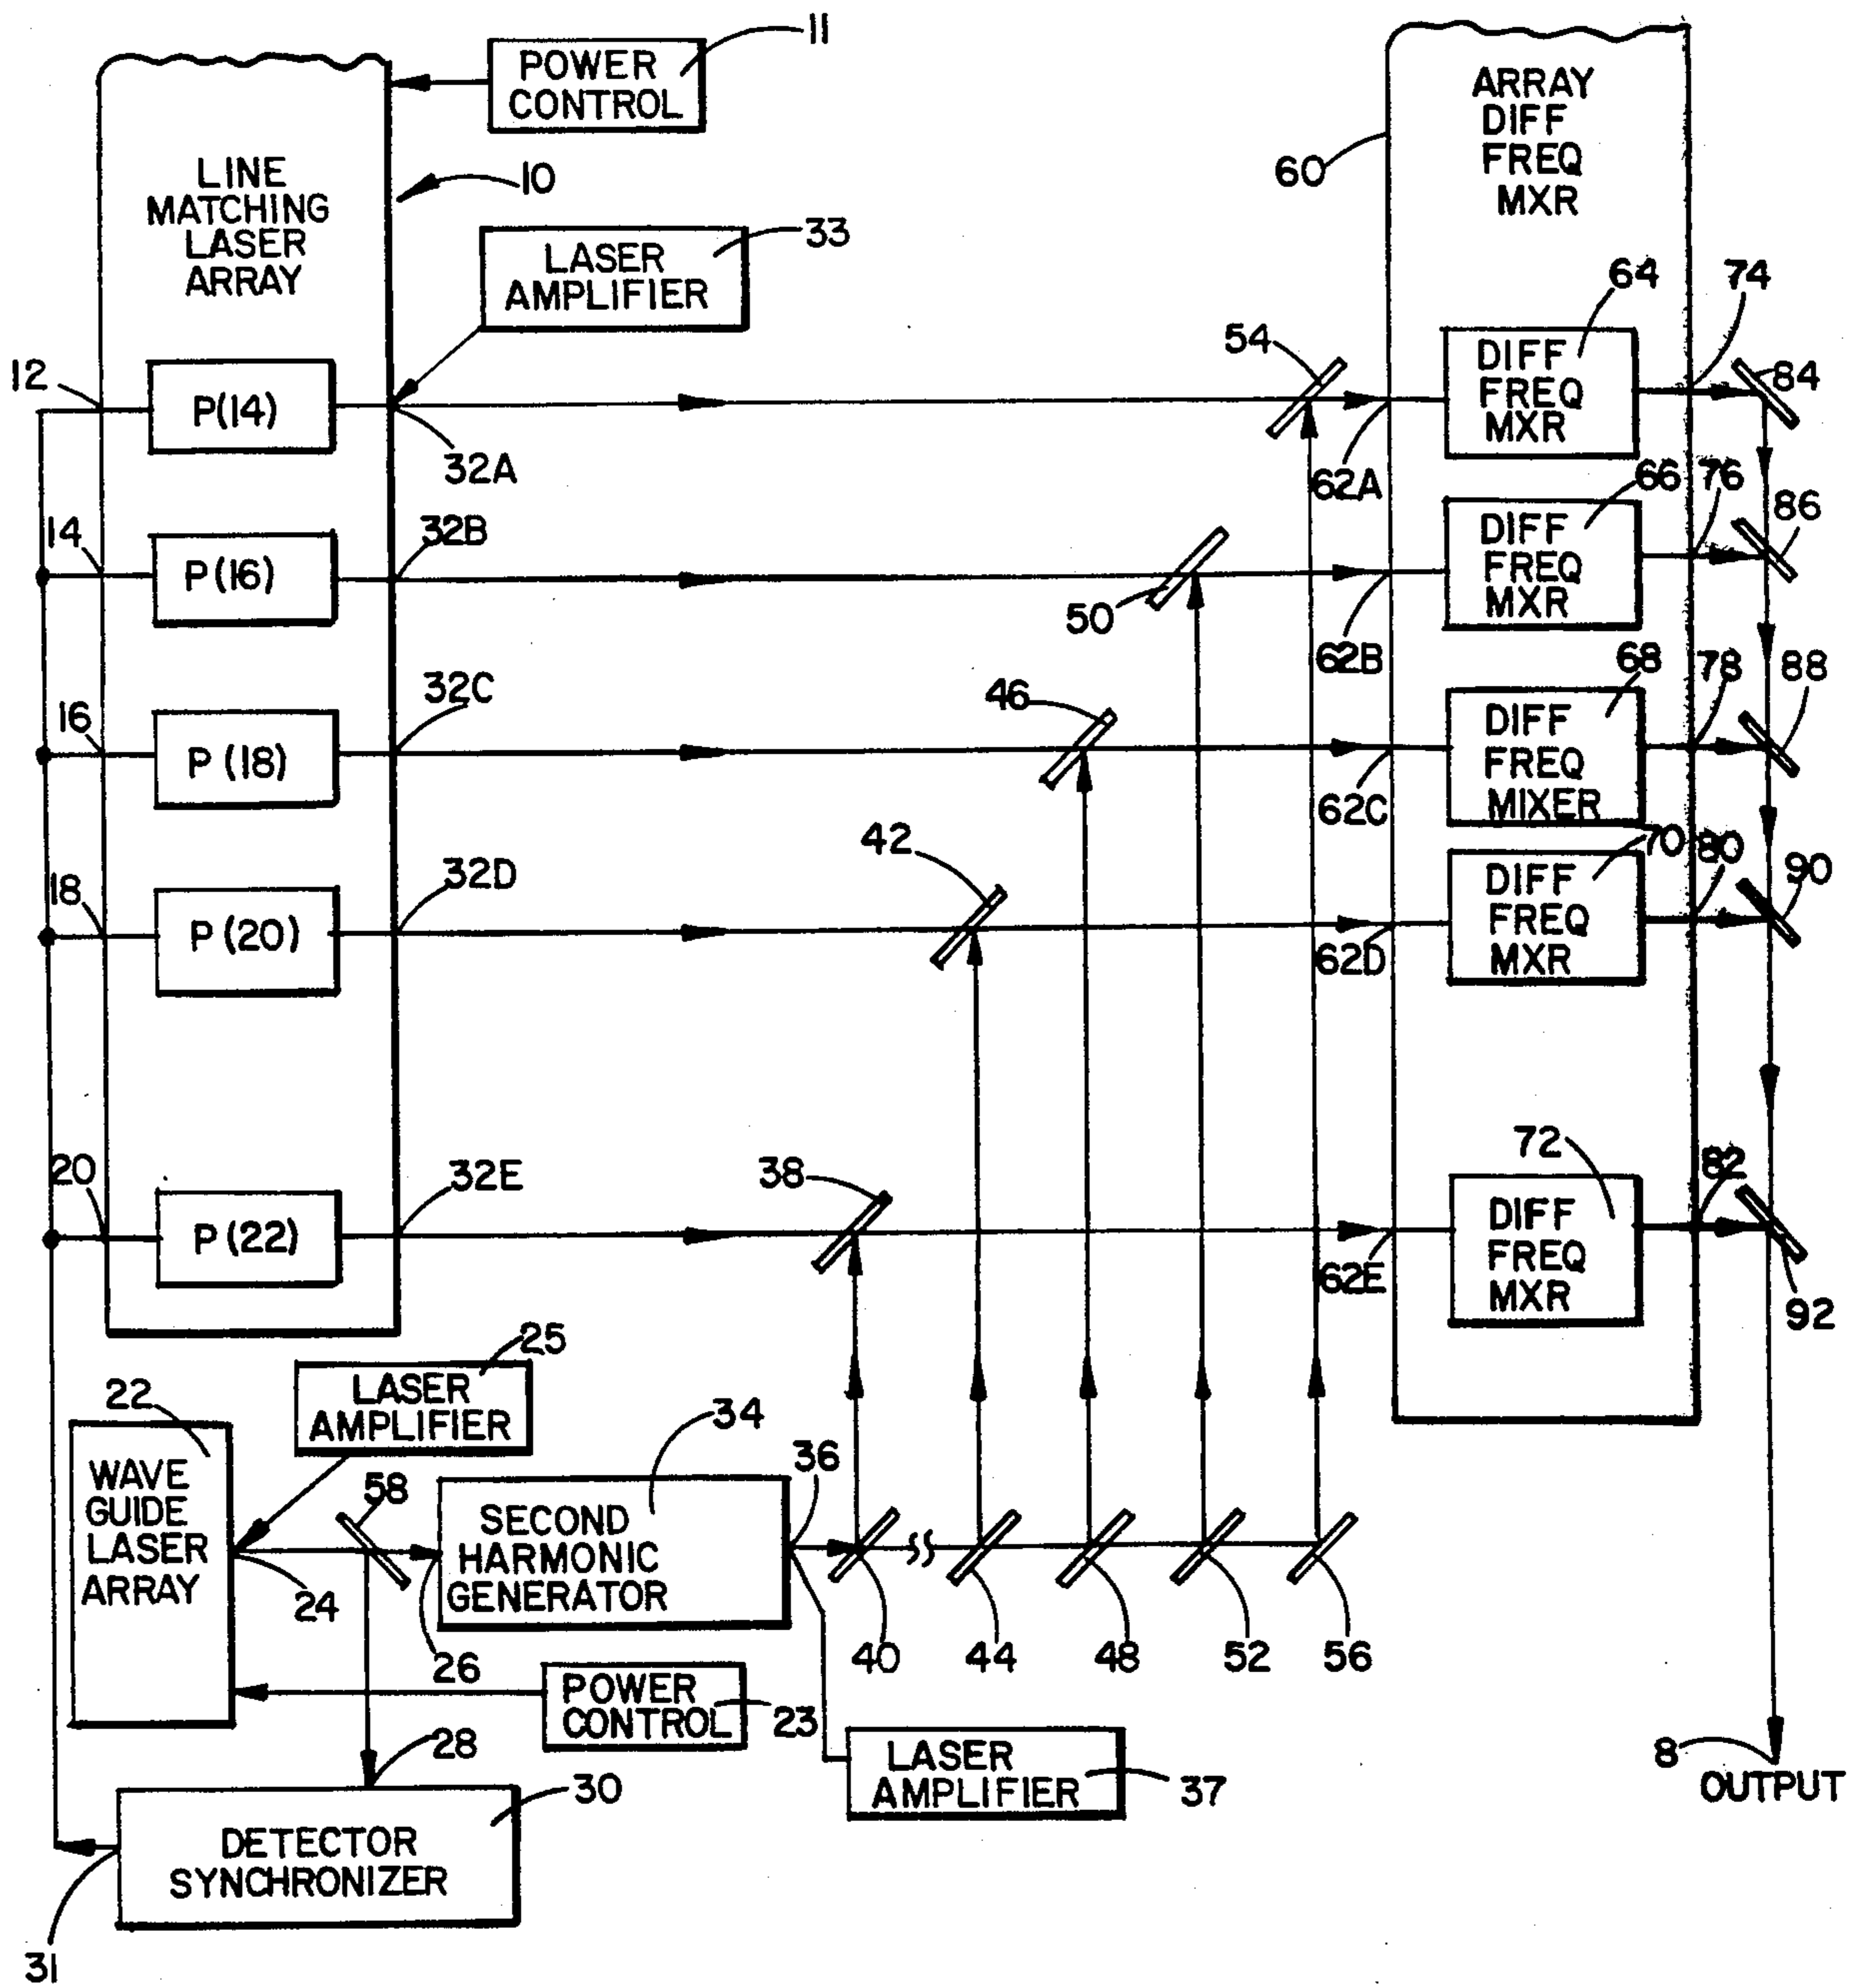 11
POWER
CONTROL
10
LINE
MATCHING
LASER
ARRAY
33
LASER
AMPLIFIER
ARRAY
DIFF
FREQ
MXR
60
12
P(14)
32A
54
62A
64
DIFF
FREQ
MXR
74
84
14
P(16)
32B
50
62B
66
DIFF
FREQ
MXR
76
86
16
P(18)
32C
46
62C
68
DIFF
FREQ
MIXER
78
88
18
P(20)
32D
42
62D
70
DIFF
FREQ
MXR
80
90
20
P(22)
32E
38
62E
72
DIFF
FREQ
MXR
82
92
22
WAVE
GUIDE
LASER
ARRAY
25
LASER
AMPLIFIER
24
58
26
34
SECOND
HARMONIC
GENERATOR
36
40
44
48
52
56
POWER
CONTROL
23
LASER
AMPLIFIER
37
28
30
DETECTOR
SYNCHRONIZER
31
8
OUTPUT